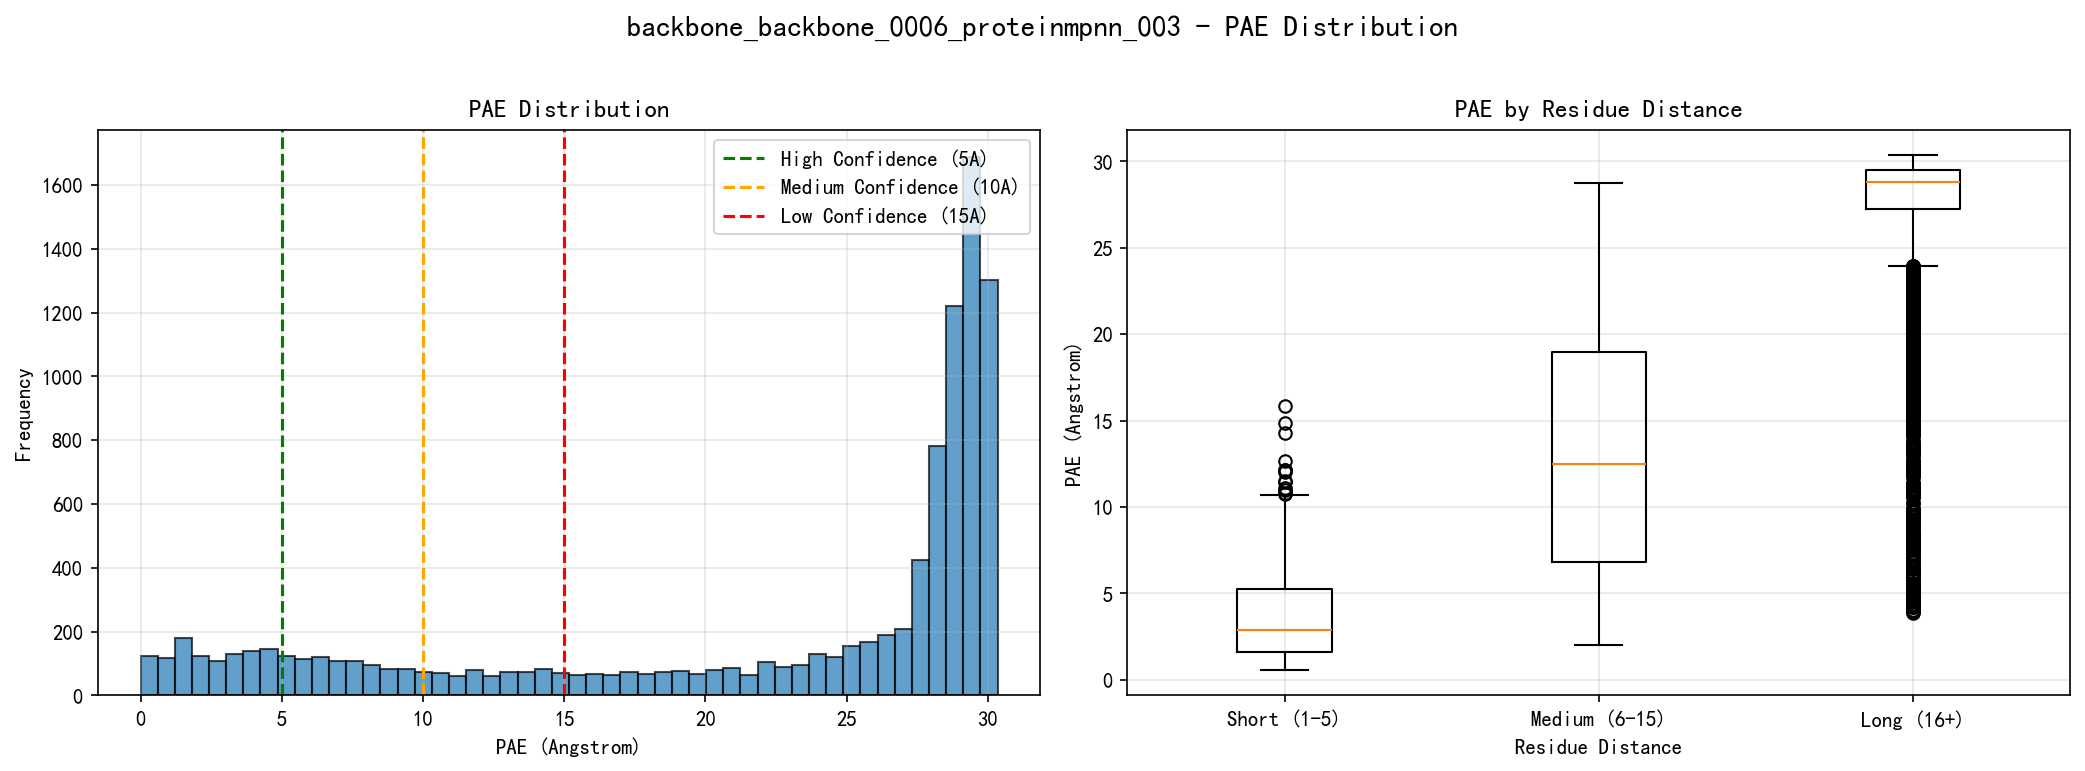 backbone_backbone_0006_proteinmpnn_003 - PAE Distribution
PAE Distribution
Frequency
1600
1400
1200
1000
800
600
400
200
0
High Confidence (5A)
Medium Confidence (10A)
Low Confidence (15A)
0 5 10 15 20 25 30
PAE (Angstrom)
PAE by Residue Distance
PAE (Angstrom)
30
25
20
15
10
5
0
Short (1-5) Medium (6-15) Long (16+)
Residue Distance